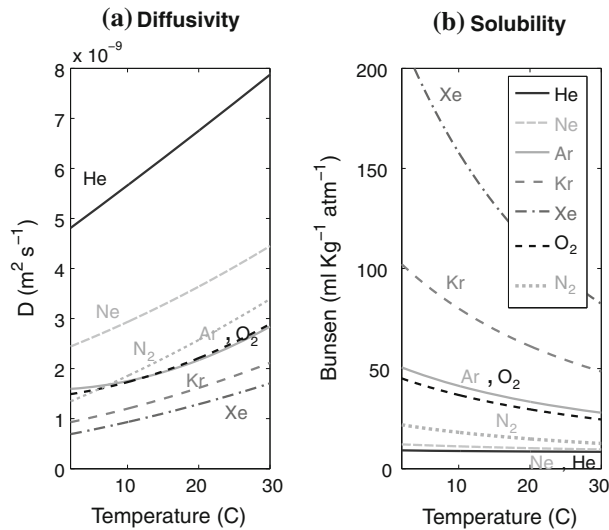 (a) Diffusivity
x 10⁻⁹
8
7
6
5
4
3
2
1
0
D (m² s⁻¹)
He
Ne
N₂
Ar , O₂
Kr
Xe
10 20 30
Temperature (C)
(b) Solubility
200
150
100
50
0
Bunsen (ml Kg⁻¹ atm⁻¹)
Xe
Kr
Ar , O₂
N₂
Ne , He
He
Ne
Ar
Kr
Xe
O₂
N₂
10 20 30
Temperature (C)